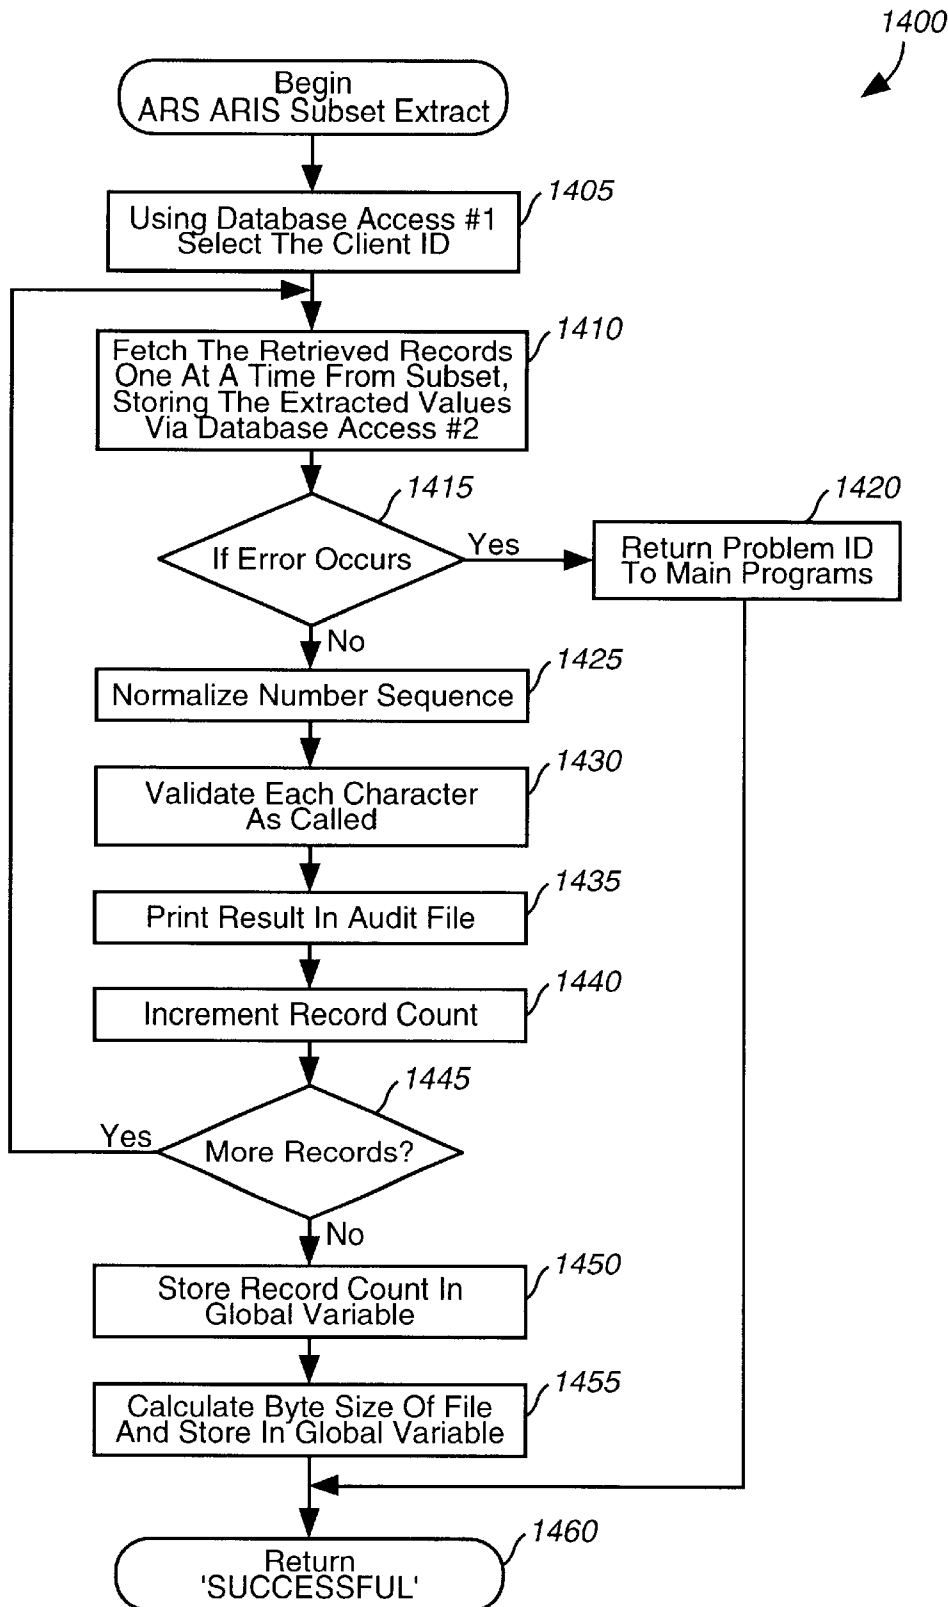 1400
Begin
ARS ARIS Subset Extract
1405
Using Database Access #1
Select The Client ID
1410
Fetch The Retrieved Records
One At A Time From Subset,
Storing The Extracted Values
Via Database Access #2
1415
If Error Occurs
Yes
1420
Return Problem ID
To Main Programs
No
1425
Normalize Number Sequence
1430
Validate Each Character
As Called
1435
Print Result In Audit File
1440
Increment Record Count
1445
More Records?
Yes
No
1450
Store Record Count In
Global Variable
1455
Calculate Byte Size Of File
And Store In Global Variable
1460
Return
'SUCCESSFUL'